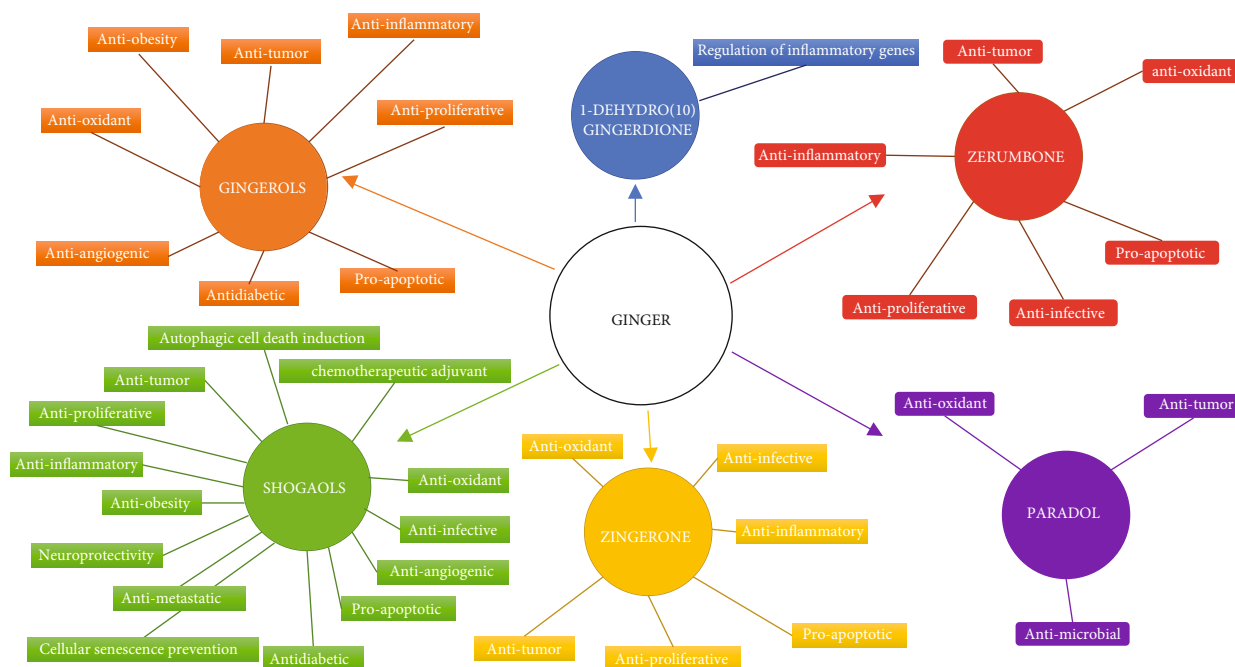 Anti-inflammatory
Anti-obesity
Anti-tumor
Anti-oxidant
Anti-proliferative
GINGEROLS
Anti-angiogenic
Pro-apoptotic
Antidiabetic
Regulation of inflammatory genes
1-DEHYDRO(10)
GINGERDIONE
Anti-tumor
anti-oxidant
Anti-inflammatory
ZERUMBONE
Pro-apoptotic
Anti-proliferative
Anti-infective
GINGER
Autophagic cell death induction
chemotherapeutic adjuvant
Anti-tumor
Anti-proliferative
Anti-inflammatory
Anti-obesity
SHOGAOLS
Anti-oxidant
Anti-infective
Neuroprotectivity
Anti-angiogenic
Anti-metastatic
Pro-apoptotic
Cellular senescence prevention
Antidiabetic
Anti-oxidant
Anti-infective
Anti-inflammatory
ZINGERONE
Pro-apoptotic
Anti-tumor
Anti-proliferative
Anti-oxidant
Anti-tumor
PARADOL
Anti-microbial